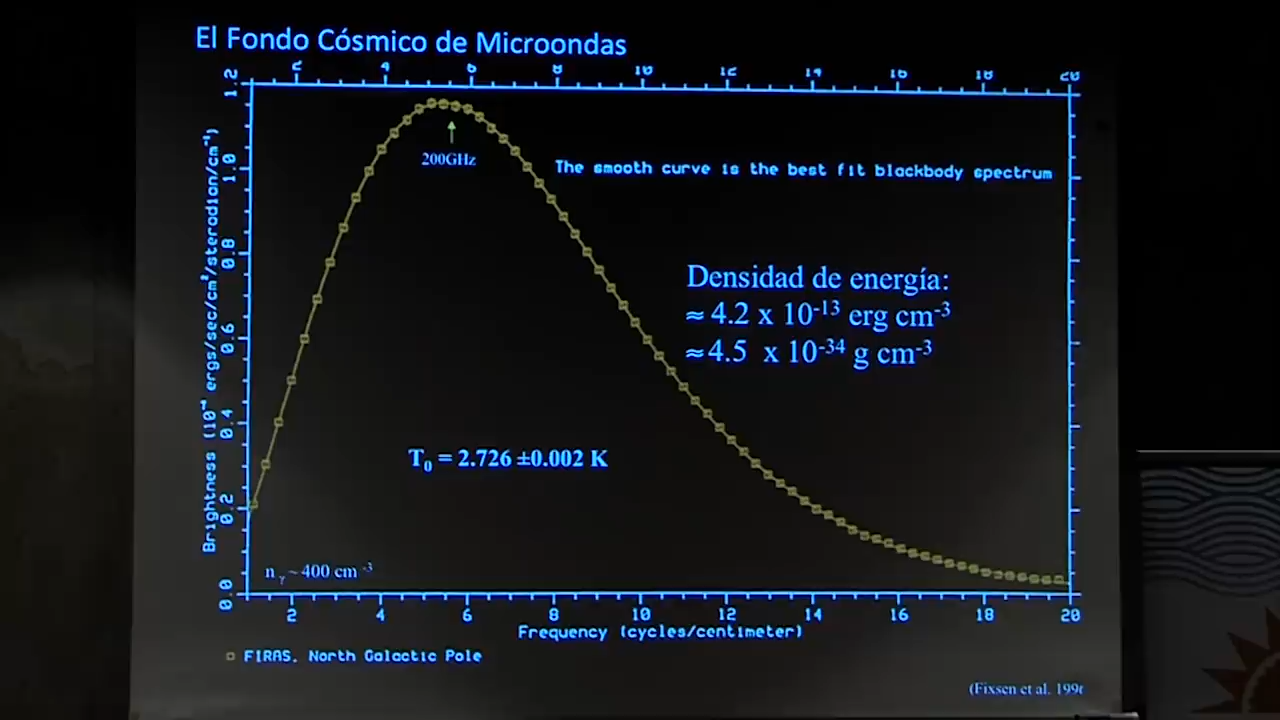 El Fondo Cósmico de Microondas
2 4 6 8 10 12 14 16 18 20
1.2
1.0
0.8
0.6
0.4
0.2
0.0
Brightness (10⁻⁴ ergs/sec/cm²/steradian/cm⁻¹)
200GHz
The smooth curve is the best fit blackbody spectrum
Densidad de energía:
≈ 4.2 x 10⁻¹³ erg cm⁻³
≈4.5 x 10⁻³⁴ g cm⁻³
T₀ = 2.726 ±0.002 K
nᵧ ~ 400 cm⁻³
2 4 6 8 10 12 14 16 18 20
Frequency (cycles/centimeter)
FIRAS. North Galactic Pole
(Fixsen et al. 199